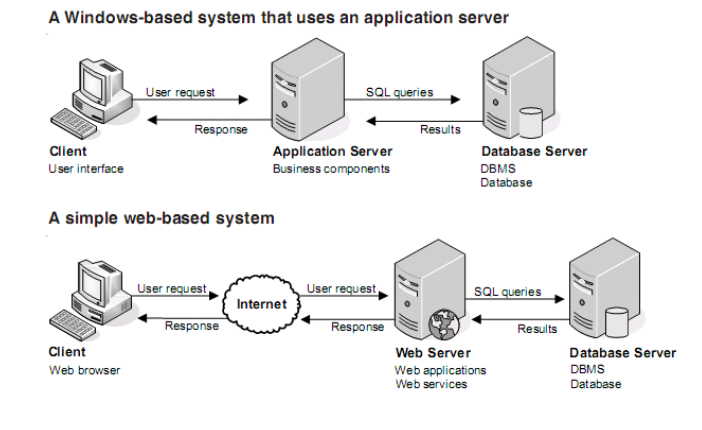 A Windows-based system that uses an application server
User request
SQL queries
Response
Results
Client
Application Server
Database Server
User interface
Business components
DBMS
Database
A simple web-based system
User request
Internet
User request
SQL queries
Response
Response
Results
Client
Web Server
Database Server
Web browser
Web applications
DBMS
Web services
Database